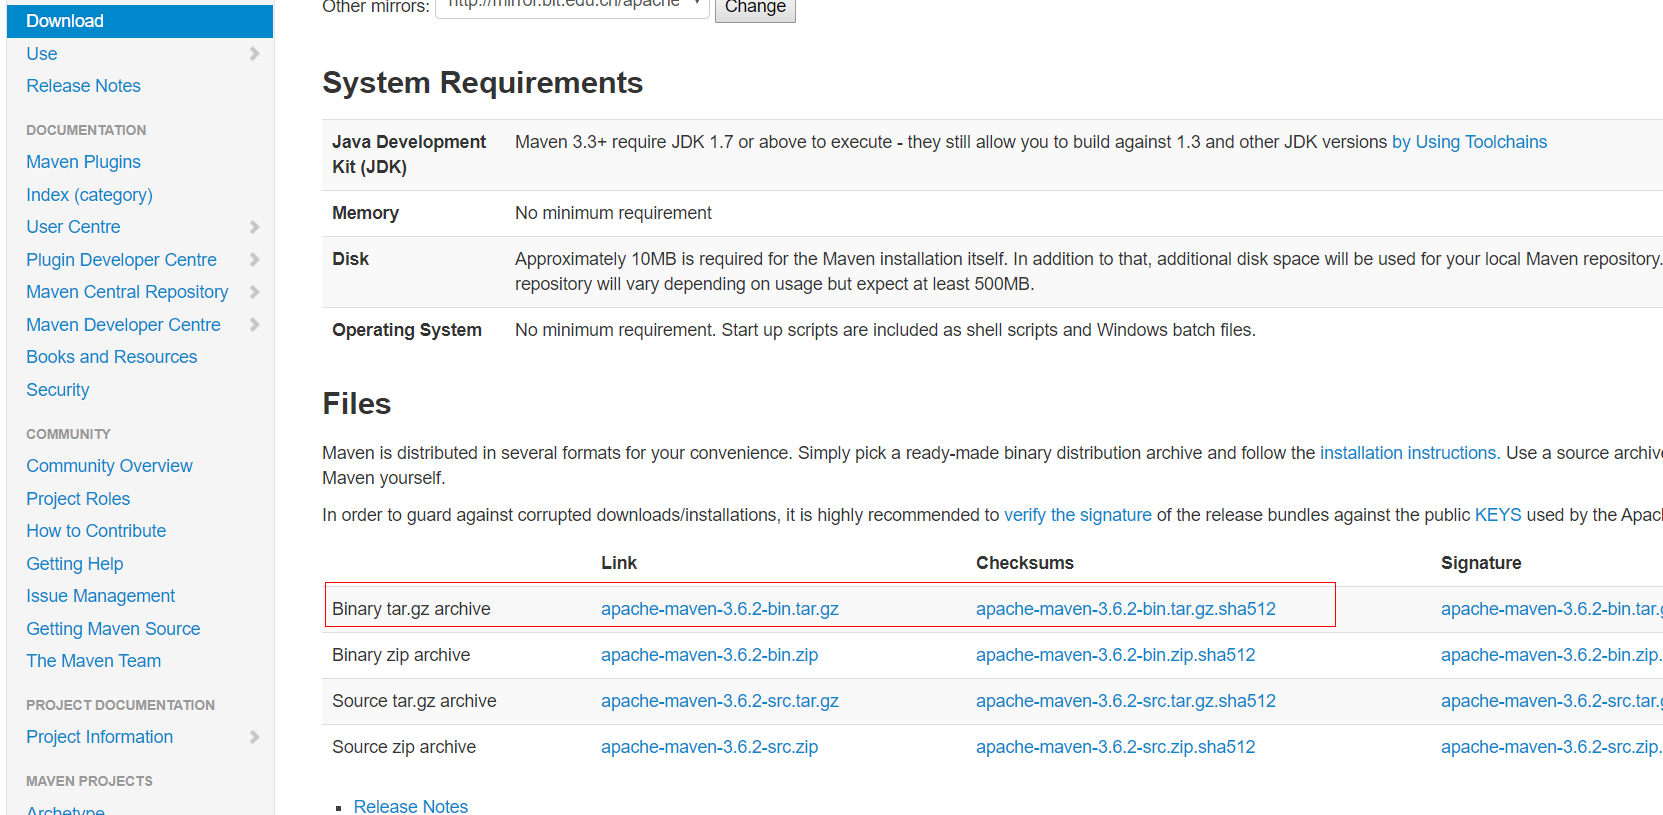 Other mirrors: http://mirror.bit.edu.cn/apache Change
Download
Use
Release Notes
DOCUMENTATION
Maven Plugins
Index (category)
User Centre
Plugin Developer Centre
Maven Central Repository
Maven Developer Centre
Books and Resources
Security
COMMUNITY
Community Overview
Project Roles
How to Contribute
Getting Help
Issue Management
Getting Maven Source
The Maven Team
PROJECT DOCUMENTATION
Project Information
MAVEN PROJECTS
Archetype
System Requirements
Java Development Maven 3.3+ require JDK 1.7 or above to execute - they still allow you to build against 1.3 and other JDK versions by Using Toolchains
Kit (JDK)
Memory No minimum requirement
Disk Approximately 10MB is required for the Maven installation itself. In addition to that, additional disk space will be used for your local Maven repository.
repository will vary depending on usage but expect at least 500MB.
Operating System No minimum requirement. Start up scripts are included as shell scripts and Windows batch files.
Files
Maven is distributed in several formats for your convenience. Simply pick a ready-made binary distribution archive and follow the installation instructions. Use a source archiv
Maven yourself.
In order to guard against corrupted downloads/installations, it is highly recommended to verify the signature of the release bundles against the public KEYS used by the Apac
Link Checksums Signature
Binary tar.gz archive apache-maven-3.6.2-bin.tar.gz apache-maven-3.6.2-bin.tar.gz.sha512 apache-maven-3.6.2-bin.tar.g
Binary zip archive apache-maven-3.6.2-bin.zip apache-maven-3.6.2-bin.zip.sha512 apache-maven-3.6.2-bin.zip.
Source tar.gz archive apache-maven-3.6.2-src.tar.gz apache-maven-3.6.2-src.tar.gz.sha512 apache-maven-3.6.2-src.tar.g
Source zip archive apache-maven-3.6.2-src.zip apache-maven-3.6.2-src.zip.sha512 apache-maven-3.6.2-src.zip.
Release Notes